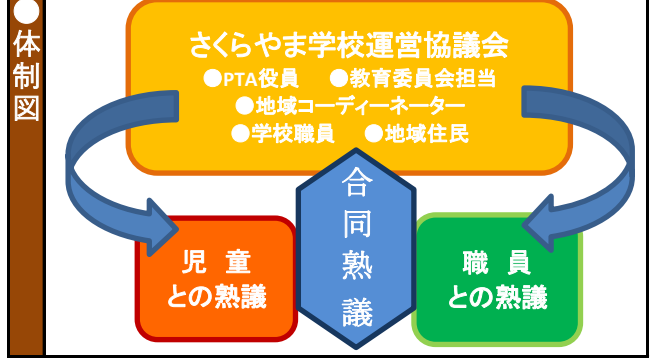 ●体制図
さくらやま学校運営協議会
●PTA役員 ●教育委員会担当
●地域コーディーネーター
●学校職員 ●地域住民
合同熟議
児童
との熟議
職員
との熟議